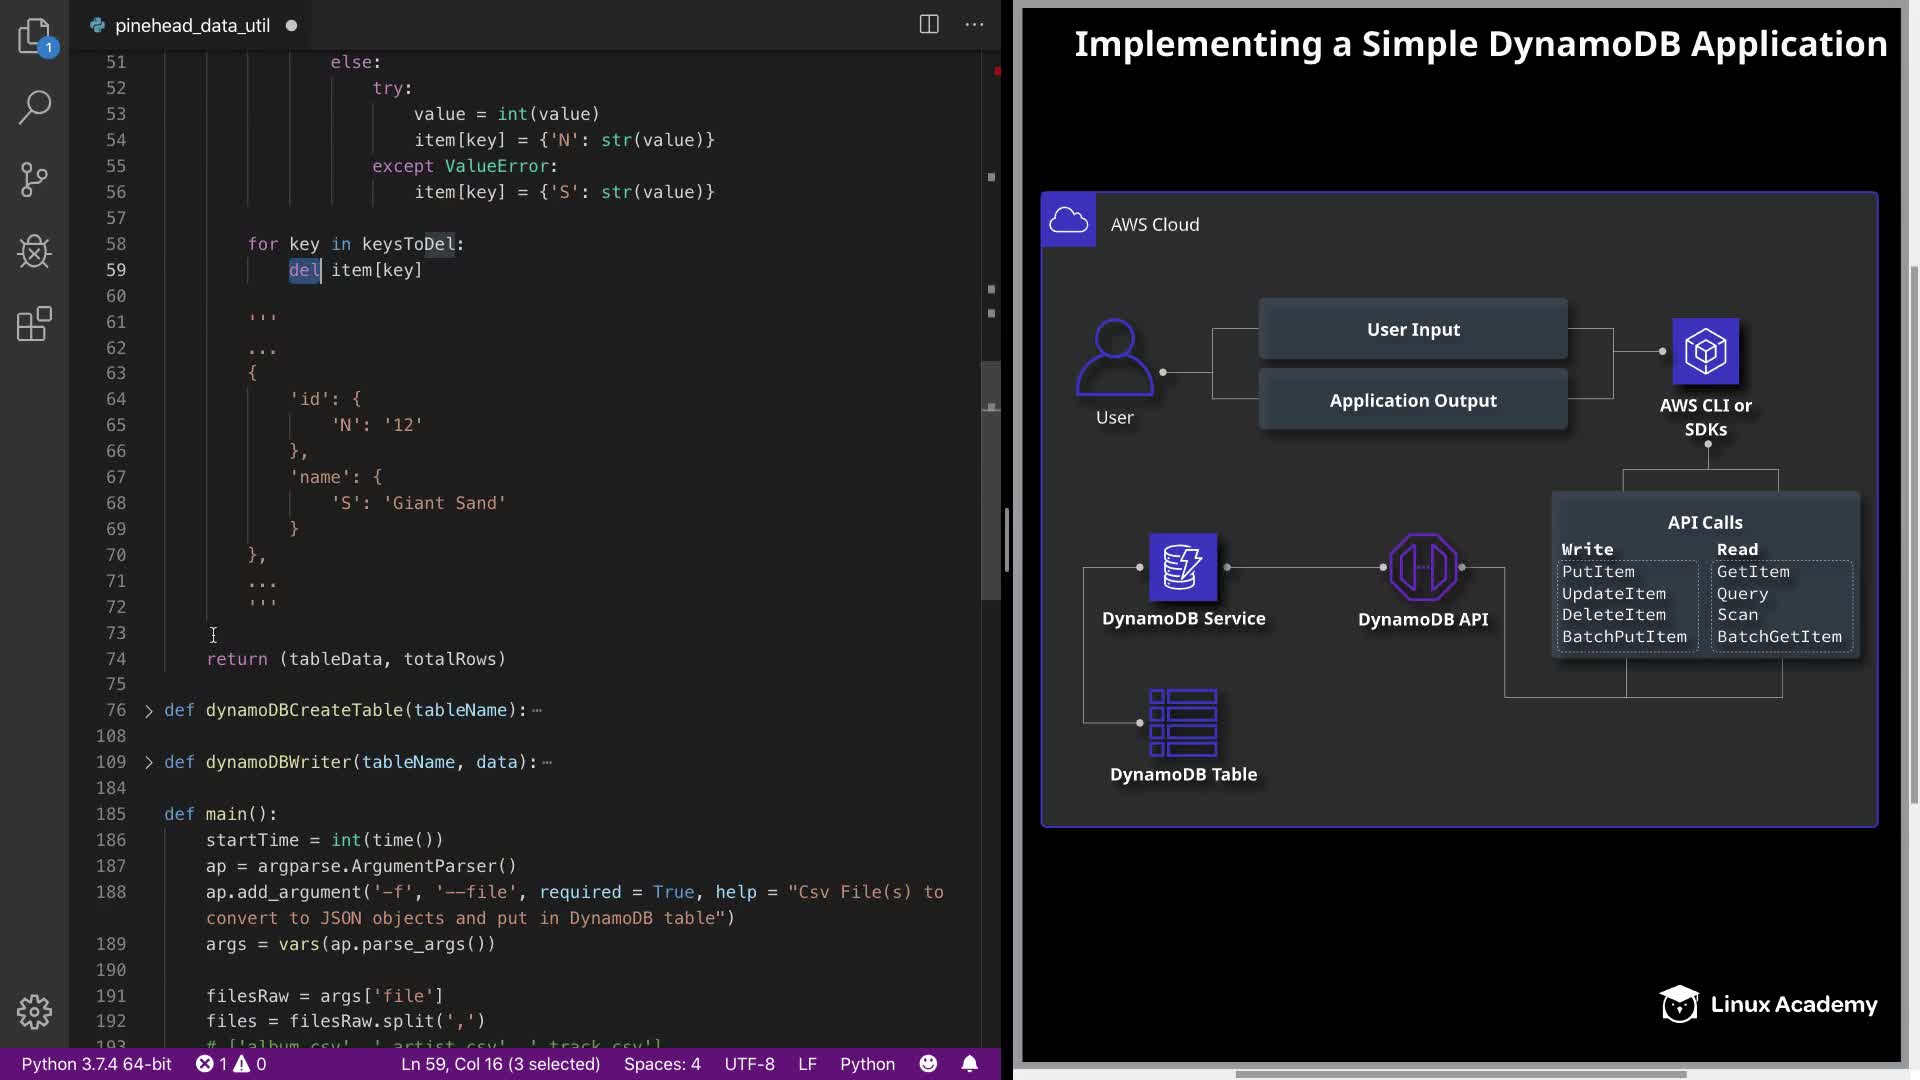 pinehead_data_util
1
51 else:
52 try:
53 value = int(value)
54 item[key] = {'N': str(value)}
55 except ValueError:
56 item[key] = {'S': str(value)}
57
58 for key in keysToDel:
59 del item[key]
60
61 '''
62 ...
63 {
64 'id': {
65 'N': '12'
66 },
67 'name': {
68 'S': 'Giant Sand'
69 }
70 },
71 ...
72 '''
73
74 return (tableData, totalRows)
75
76 def dynamoDBCreateTable(tableName):
108
109 def dynamoDBWriter(tableName, data):
184
185 def main():
186 startTime = int(time())
187 ap = argparse.ArgumentParser()
188 ap.add_argument('-f', '--file', required = True, help = "Csv File(s) to
convert to JSON objects and put in DynamoDB table")
189 args = vars(ap.parse_args())
190
191 filesRaw = args['file']
192 files = filesRaw.split(',')
193 # ['album.csv', ' artist.csv', ' track.csv']
Python 3.7.4 64-bit 1 0 Ln 59, Col 16 (3 selected) Spaces: 4 UTF-8 LF Python
Implementing a Simple DynamoDB Application
AWS Cloud
User Input
Application Output
User
AWS CLI or
SDKs
API Calls
Write Read
PutItem GetItem
UpdateItem Query
DeleteItem Scan
BatchPutItem BatchGetItem
DynamoDB Service
DynamoDB API
DynamoDB Table
Linux Academy